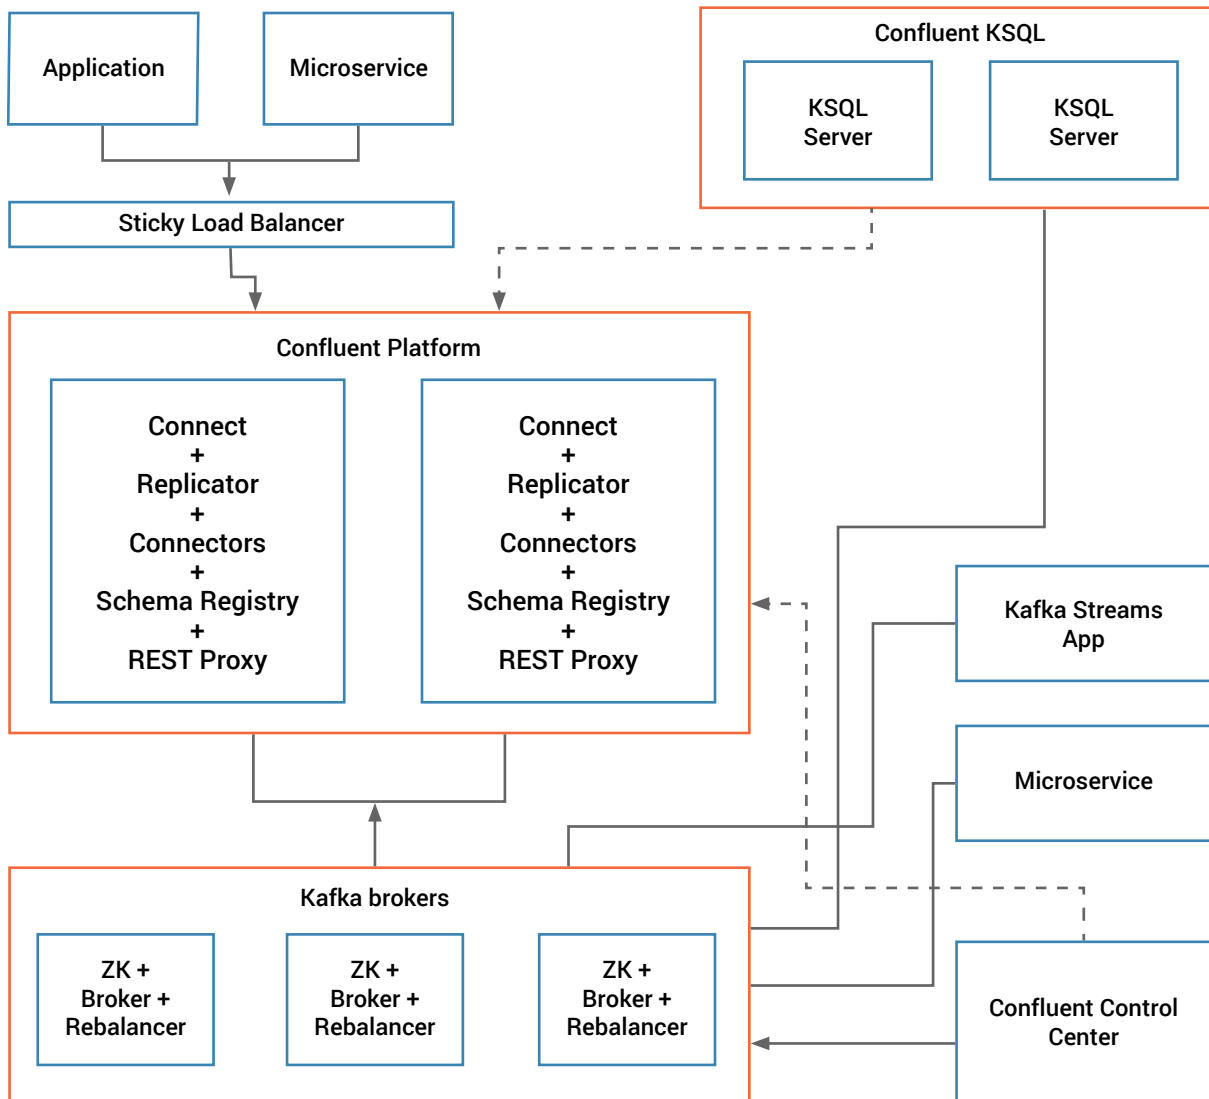 Application
Microservice
Sticky Load Balancer
Confluent KSQL
KSQL
Server
KSQL
Server
Confluent Platform
Connect
+
Replicator
+
Connectors
+
Schema Registry
+
REST Proxy
Connect
+
Replicator
+
Connectors
+
Schema Registry
+
REST Proxy
Kafka Streams
App
Microservice
Kafka brokers
ZK +
Broker +
Rebalancer
ZK +
Broker +
Rebalancer
ZK +
Broker +
Rebalancer
Confluent Control
Center